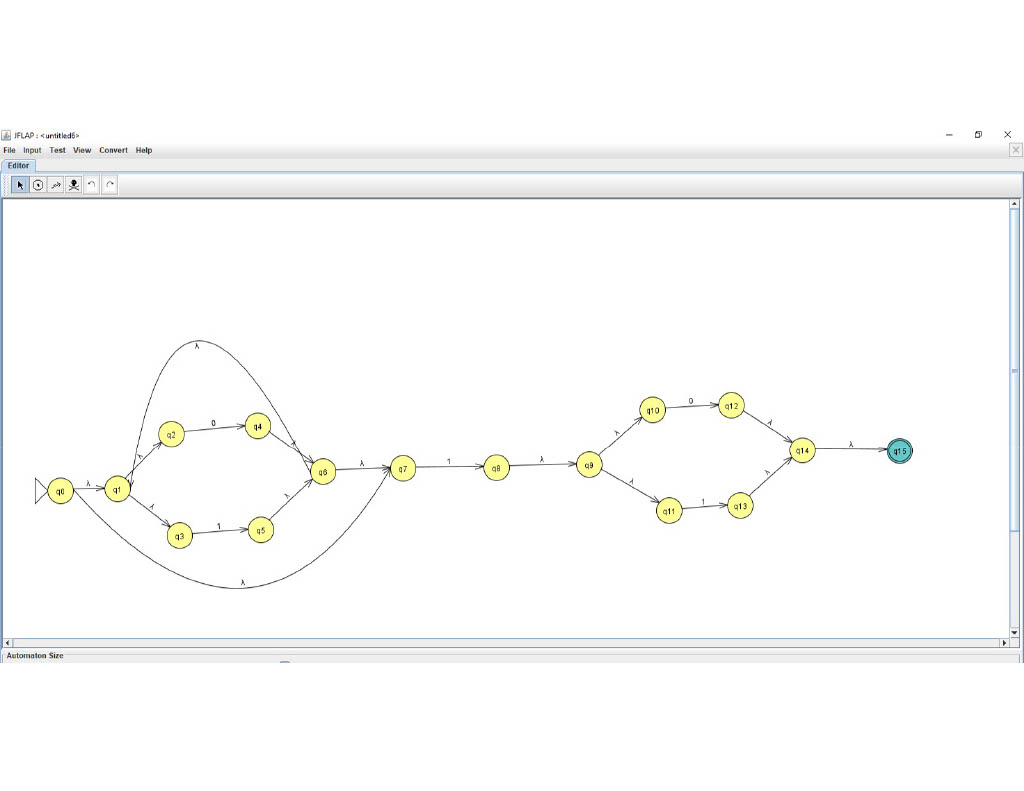 JFLAP : <untitled6>
File Input Test View Convert Help
Editor
λ
0
q10 q12
q2 q4
λ λ
λ λ
q14 λ q15
q0 λ q1
q6 λ q7 1 q8 λ q9
λ λ
λ λ
q3 1 q5
q11 1 q13
0
λ
Automaton Size